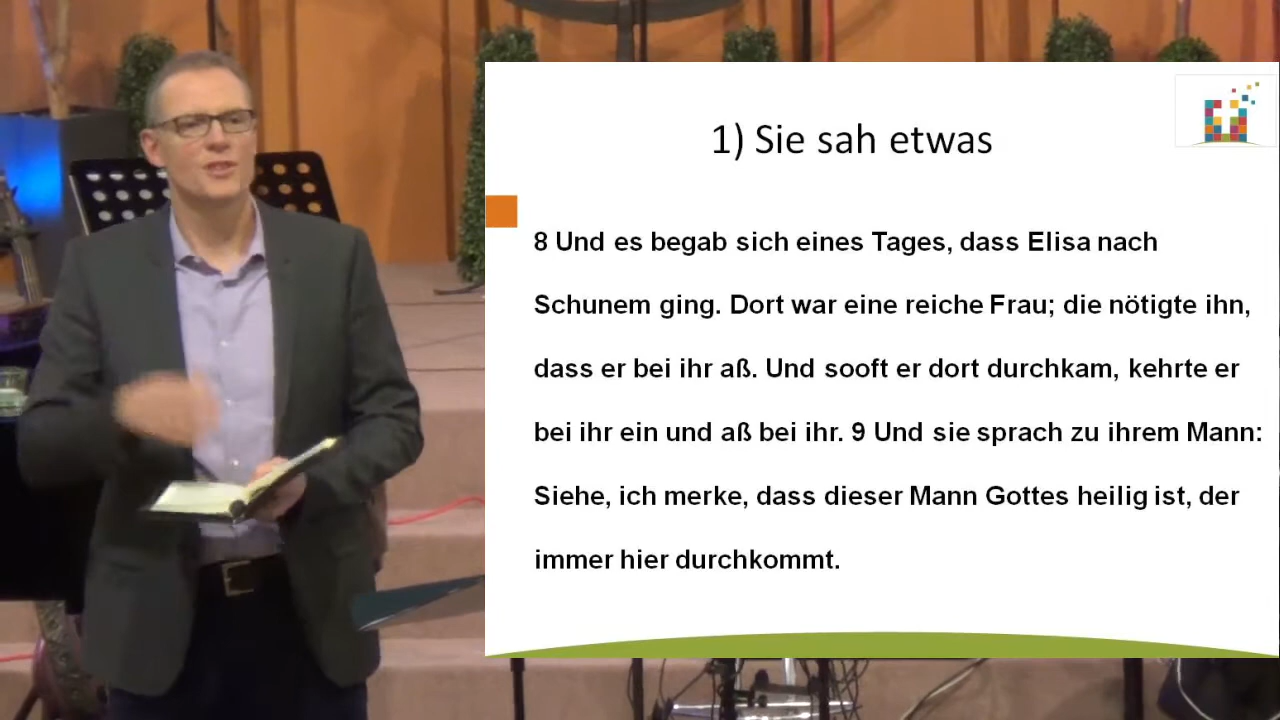 1) Sie sah etwas
8 Und es begab sich eines Tages, dass Elisa nach
Schunem ging. Dort war eine reiche Frau; die nötigte ihn,
dass er bei ihr aß. Und sooft er dort durchkam, kehrte er
bei ihr ein und aß bei ihr. 9 Und sie sprach zu ihrem Mann:
Siehe, ich merke, dass dieser Mann Gottes heilig ist, der
immer hier durchkommt.